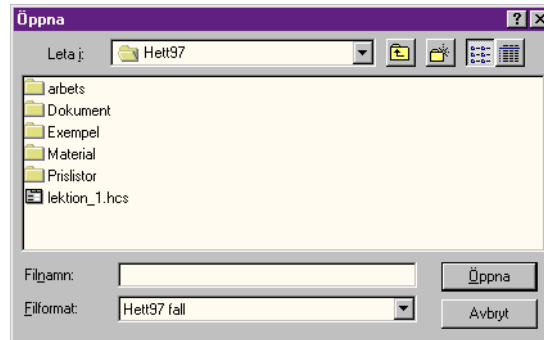 Öppna
Leta i: Hett97
arbets
Dokument
Exempel
Material
Prislistor
lektion_1.hcs
Filnamn: Öppna
Filformat: Hett97 fall Avbryt